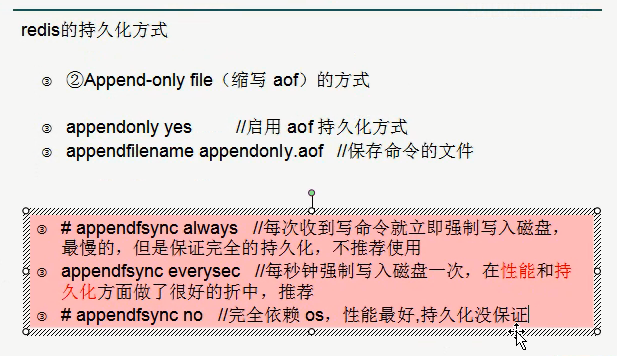 redis的持久化方式
③ ②Append-only file（缩写 aof）的方式
③ appendonly yes //启用 aof 持久化方式
③ appendfilename appendonly.aof //保存命令的文件
③ # appendfsync always //每次收到写命令就立即强制写入磁盘，
最慢的，但是保证完全的持久化，不推荐使用
③ appendfsync everysec //每秒钟强制写入磁盘一次，在性能和持
久化方面做了很好的折中，推荐
③ # appendfsync no //完全依赖 os，性能最好,持久化没保证